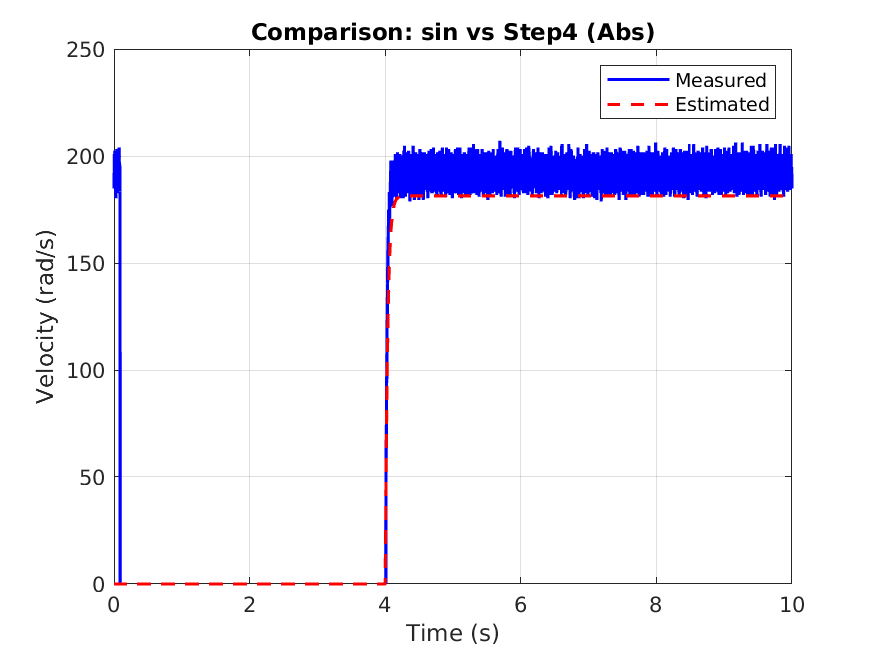 Comparison: sin vs Step4 (Abs)
Measured
Estimated
250
200
150
100
50
0
Velocity (rad/s)
0 2 4 6 8 10
Time (s)